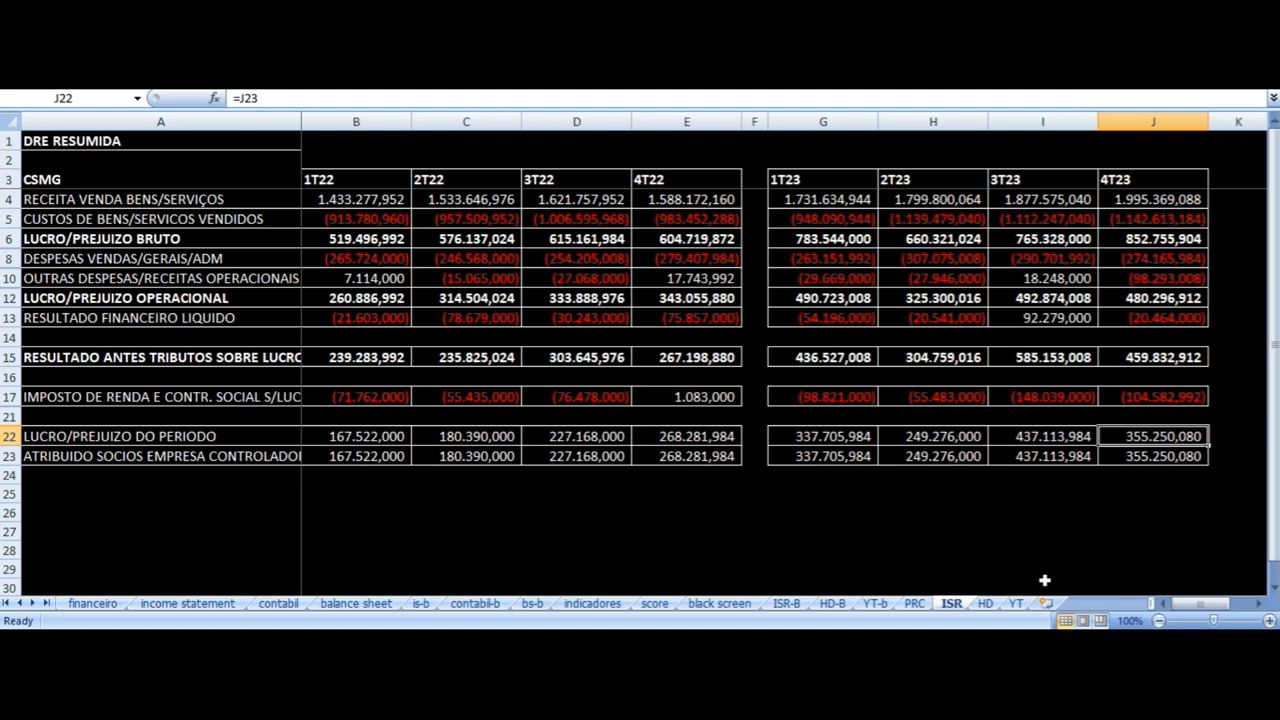 J22 fx =J23
A B C D E F G H I J K
1 DRE RESUMIDA
2
3 CSMG 1T22 2T22 3T22 4T22 1T23 2T23 3T23 4T23
4 RECEITA VENDA BENS/SERVIÇOS 1.433.277,952 1.533.646,976 1.621.757,952 1.588.172,160 1.731.634,944 1.799.800,064 1.877.575,040 1.995.369,088
5 CUSTOS DE BENS/SERVICOS VENDIDOS (913.780,960) (957.509,952) (1.006.595,968) (983.452,288) (948.090,944) (1.139.479,040) (1.112.247,040) (1.142.613,184)
6 LUCRO/PREJUIZO BRUTO 519.496,992 576.137,024 615.161,984 604.719,872 783.544,000 660.321,024 765.328,000 852.755,904
8 DESPESAS VENDAS/GERAIS/ADM (265.724,000) (246.568,000) (254.205,008) (279.407,984) (263.151,992) (307.075,008) (290.701,992) (274.165,984)
10 OUTRAS DESPESAS/RECEITAS OPERACIONAIS 7.114,000 (15.065,000) (27.068,000) 17.743,992 (29.669,000) (27.946,000) 18.248,000 (98.293,008)
12 LUCRO/PREJUIZO OPERACIONAL 260.886,992 314.504,024 333.888,976 343.055,880 490.723,008 325.300,016 492.874,008 480.296,912
13 RESULTADO FINANCEIRO LIQUIDO (21.603,000) (78.679,000) (30.243,000) (75.857,000) (54.196,000) (20.541,000) 92.279,000 (20.464,000)
14
15 RESULTADO ANTES TRIBUTOS SOBRE LUCRO 239.283,992 235.825,024 303.645,976 267.198,880 436.527,008 304.759,016 585.153,008 459.832,912
16
17 IMPOSTO DE RENDA E CONTR. SOCIAL S/LUC (71.762,000) (55.435,000) (76.478,000) 1.083,000 (98.821,000) (55.483,000) (148.039,000) (104.582,992)
21
22 LUCRO/PREJUIZO DO PERIODO 167.522,000 180.390,000 227.168,000 268.281,984 337.705,984 249.276,000 437.113,984 355.250,080
23 ATRIBUIDO SOCIOS EMPRESA CONTROLADO 167.522,000 180.390,000 227.168,000 268.281,984 337.705,984 249.276,000 437.113,984 355.250,080
24
25
26
27
28
29
30
financeiro income statement contabil balance sheet is-b contabil-b bs-b indicadores score black screen ISR-B HD-B YT-b PRC ISR HD YT
Ready 100%